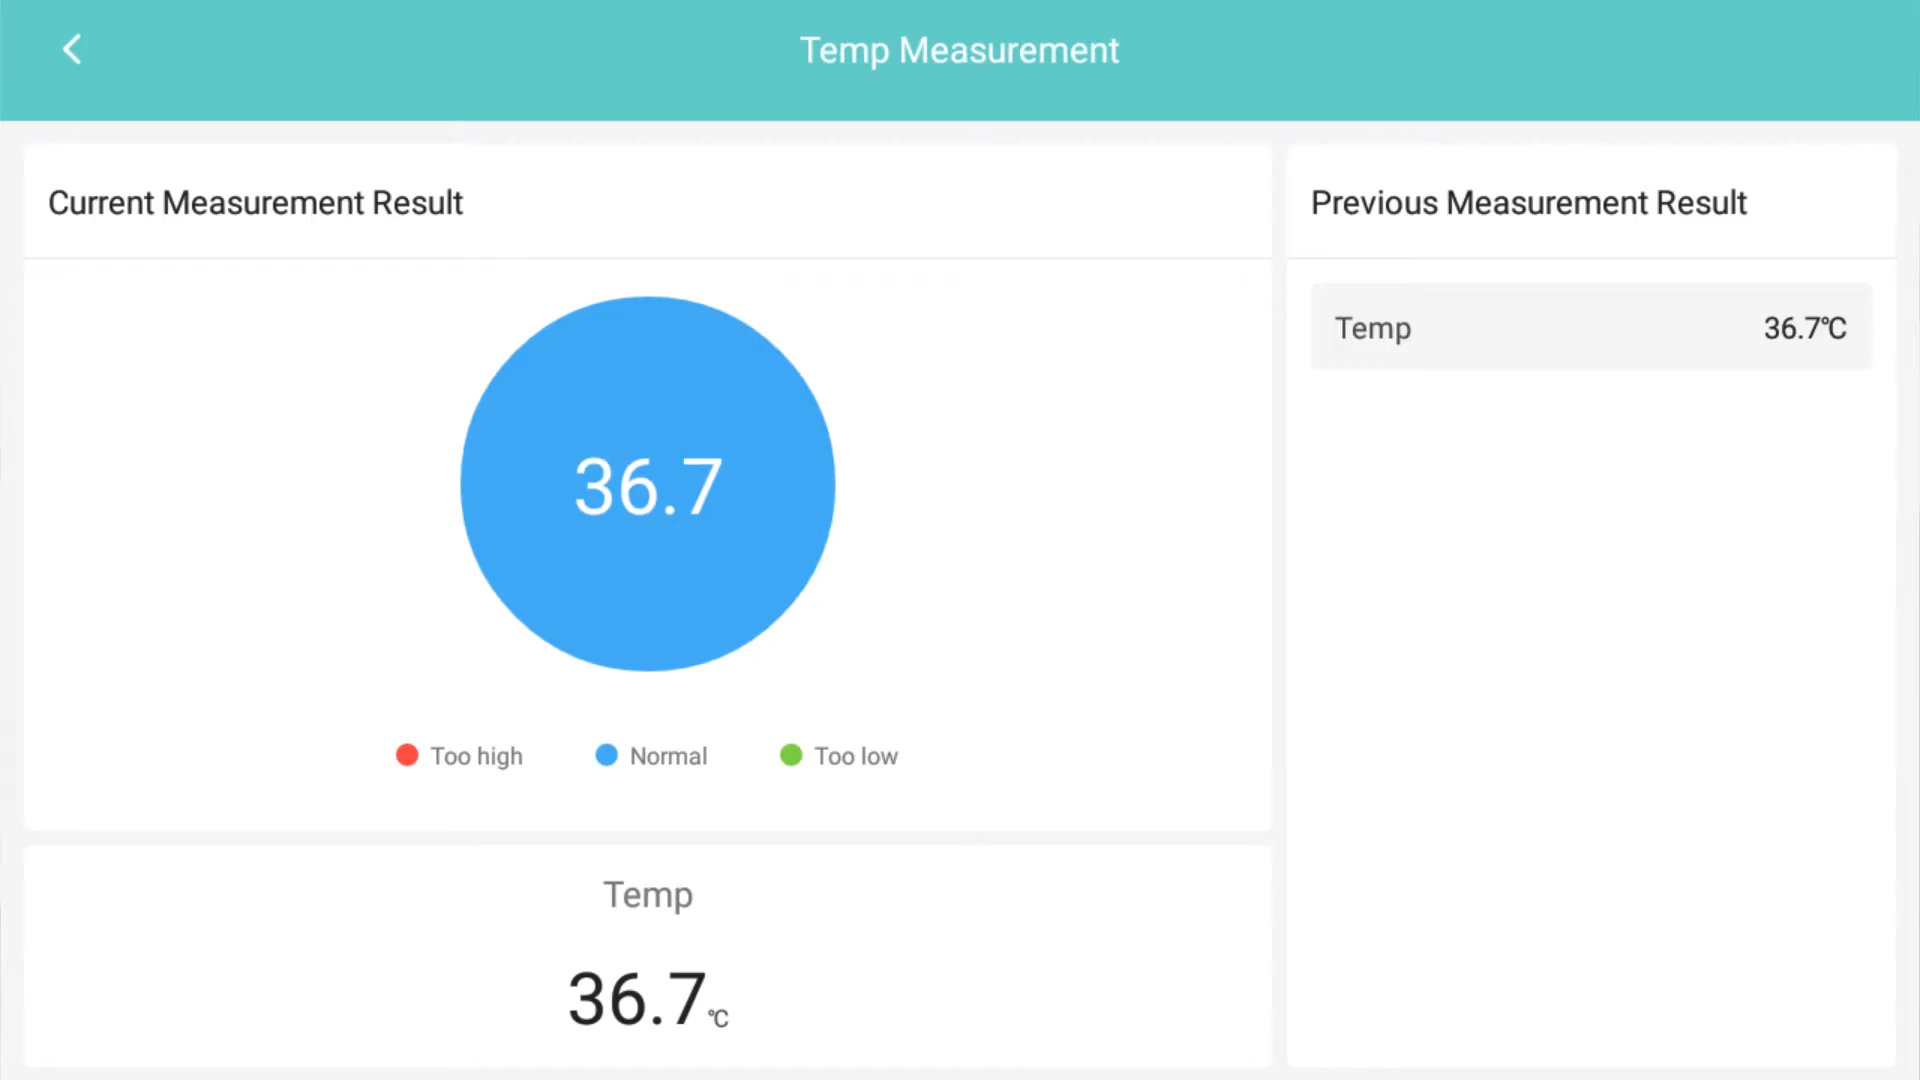 Temp Measurement
Current Measurement Result
36.7
Too high
Normal
Too low
Temp
36.7℃
Previous Measurement Result
Temp 36.7℃